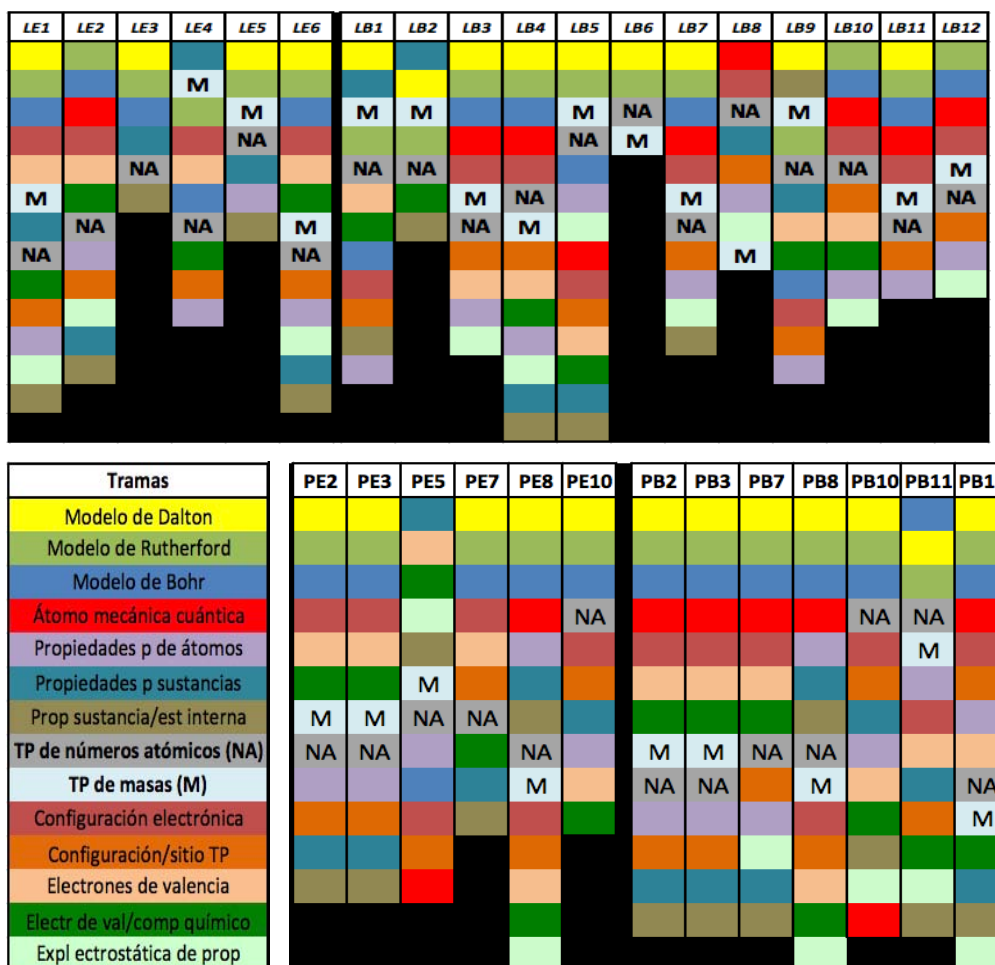 LE1 LE2 LE3 LE4 LE5 LE6 LB1 LB2 LB3 LB4 LB5 LB6 LB7 LB8 LB9 LB10 LB11 LB12
M
M M M M NA NA M
NA NA M
NA NA NA NA NA M
M M NA M M NA
NA NA M NA M NA NA
NA NA M
Tramas PE2 PE3 PE5 PE7 PE8 PE10 PB2 PB3 PB7 PB8 PB10 PB11 PB1
Modelo de Dalton
Modelo de Rutherford
Modelo de Bohr
Átomo mecánica cuántica NA NA NA
Propiedades p de átomos M
Propiedades p sustancias M
Prop sustancia/est interna M M NA NA
TP de números atómicos (NA) NA NA NA M M NA NA
TP de masas (M) M NA NA M NA
Configuración electrónica M
Configuración/sitio TP
Electrones de valencia
Electr de val/comp químico
Expl ectrostática de prop